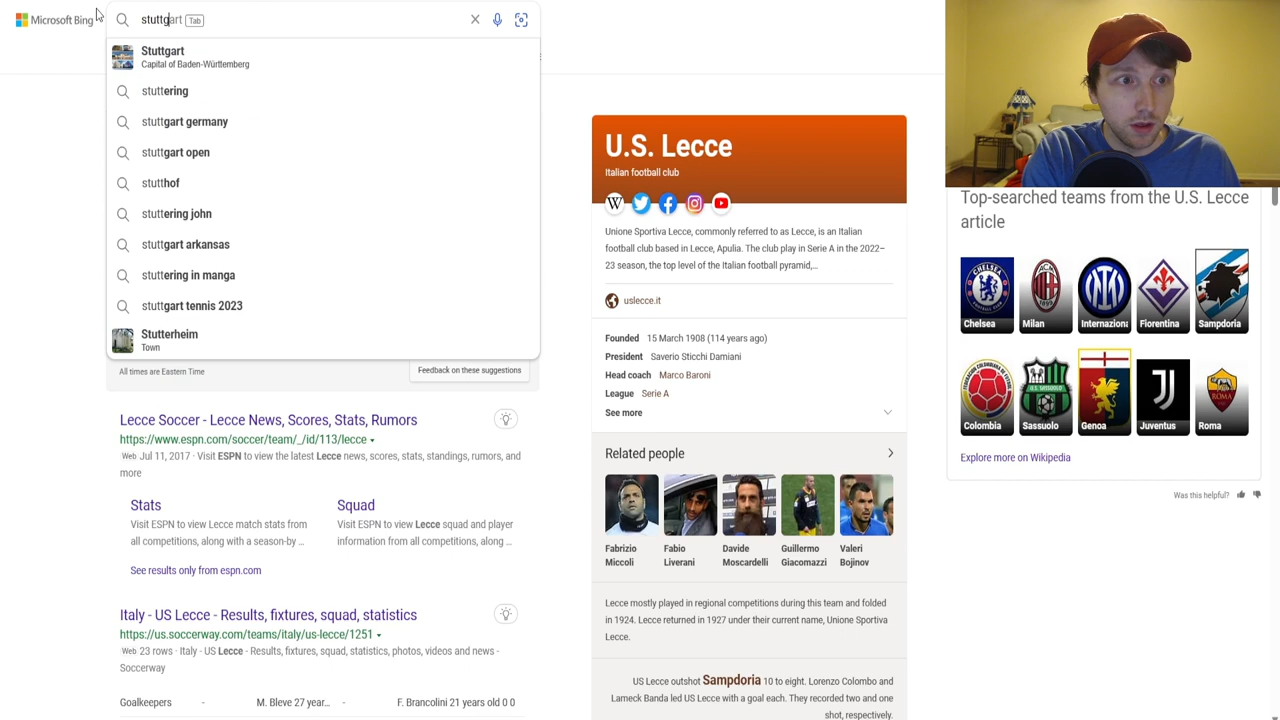 Microsoft Bing
stuttgart Tab
Stuttgart
Capital of Baden-Württemberg
stuttering
stuttgart germany
stuttgart open
stutthof
stuttering john
stuttgart arkansas
stuttering in manga
stuttgart tennis 2023
Stutterheim
Town
All times are Eastern Time
Feedback on these suggestions
Lecce Soccer - Lecce News, Scores, Stats, Rumors
https://www.espn.com/soccer/team/_/id/113/lecce
Web Jul 11, 2017 · Visit ESPN to view the latest Lecce news, scores, stats, standings, rumors, and
more
Stats
Visit ESPN to view Lecce match stats from
all competitions, along with a season-by ...
Squad
Visit ESPN to view Lecce squad and player
information from all competitions, along ...
See results only from espn.com
Italy - US Lecce - Results, fixtures, squad, statistics
https://us.soccerway.com/teams/italy/us-lecce/1251
Web 23 rows · Italy - US Lecce - Results, fixtures, squad, statistics, photos, videos and news -
Soccerway
Goalkeepers - M. Bleve 27 year... - F. Brancolini 21 years old 0 0
U.S. Lecce
Italian football club
W
Unione Sportiva Lecce, commonly referred to as Lecce, is an Italian
football club based in Lecce, Apulia. The club play in Serie A in the 2022–
23 season, the top level of the Italian football pyramid,...
uslecce.it
Founded 15 March 1908 (114 years ago)
President Saverio Sticchi Damiani
Head coach Marco Baroni
League Serie A
See more
Related people
Fabrizio
Miccoli
Fabio
Liverani
Davide
Moscardelli
Guillermo
Giacomazzi
Valeri
Bojinov
Lecce mostly played in regional competitions during this team and folded
in 1924. Lecce returned in 1927 under their current name, Unione Sportiva
Lecce.
US Lecce outshot Sampdoria 10 to eight. Lorenzo Colombo and
Lameck Banda led US Lecce with a goal each. They recorded two and one
shot, respectively.
Top-searched teams from the U.S. Lecce
article
Chelsea
Milan
Internaziona
Fiorentina
Sampdoria
Colombia
Sassuolo
Genoa
Juventus
Roma
Explore more on Wikipedia
Was this helpful?